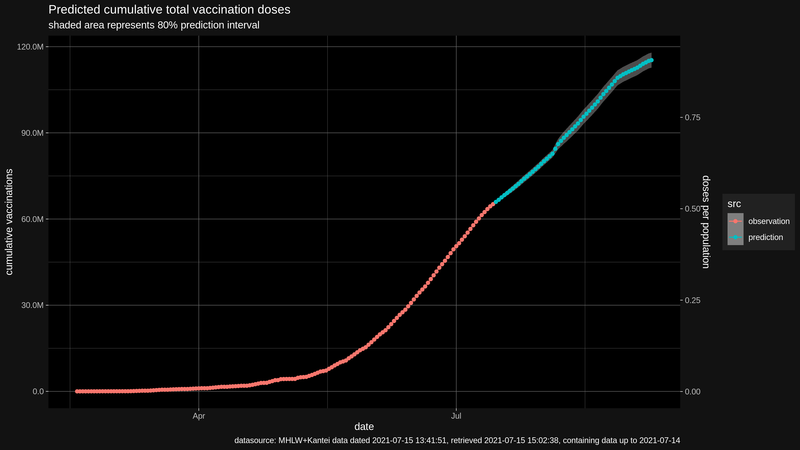 Predicted cumulative total vaccination doses
shaded area represents 80% prediction interval
cumulative vaccinations
120.0M
90.0M
60.0M
30.0M
0.0
0.75
0.50
0.25
0.00
doses per population
Apr
Jul
date
src
observation
prediction
datasource: MHLW+Kantei data dated 2021-07-15 13:41:51, retrieved 2021-07-15 15:02:38, containing data up to 2021-07-14